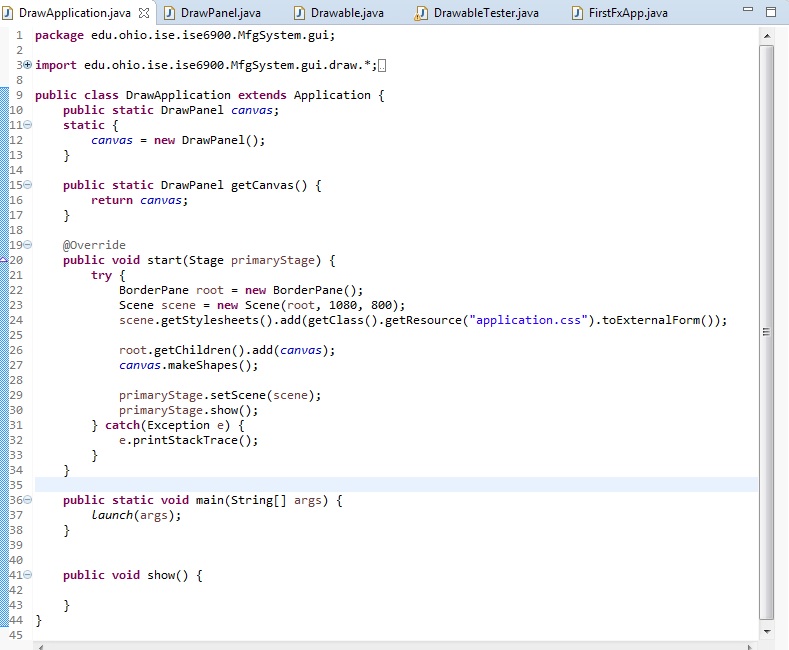 DrawApplication.java DrawPanel.java Drawable.java DrawableTester.java FirstFxApp.java
1 package edu.ohio.ise.ise6900.MfgSystem.gui;
2
3 import edu.ohio.ise.ise6900.MfgSystem.gui.draw.*;
8
9 public class DrawApplication extends Application {
10 public static DrawPanel canvas;
11 static {
12 canvas = new DrawPanel();
13 }
14
15 public static DrawPanel getCanvas() {
16 return canvas;
17 }
18
19 @Override
20 public void start(Stage primaryStage) {
21 try {
22 BorderPane root = new BorderPane();
23 Scene scene = new Scene(root, 1080, 800);
24 scene.getStylesheets().add(getClass().getResource("application.css").toExternalForm());
25
26 root.getChildren().add(canvas);
27 canvas.makeShapes();
28
29 primaryStage.setScene(scene);
30 primaryStage.show();
31 } catch(Exception e) {
32 e.printStackTrace();
33 }
34 }
35
36 public static void main(String[] args) {
37 launch(args);
38 }
39
40
41 public void show() {
42
43 }
44 }
45